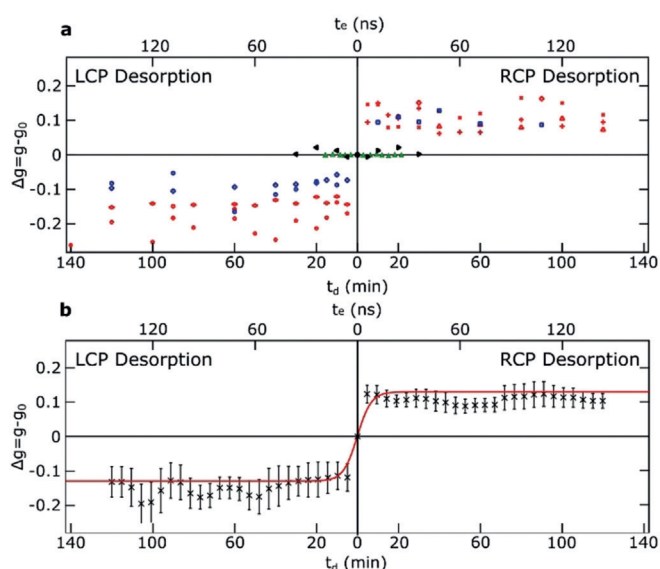 a
tₑ (ns)
120 60 0 60 120
LCP Desorption RCP Desorption
0.2
0.1
0
-0.1
-0.2
Δg=g-g₀
140 100 60 20 0 20 60 100 140
t_d (min)
b
tₑ (ns)
120 60 0 60 120
LCP Desorption RCP Desorption
0.2
0.1
0
-0.1
-0.2
Δg=g-g₀
140 100 60 20 0 20 60 100 140
t_d (min)